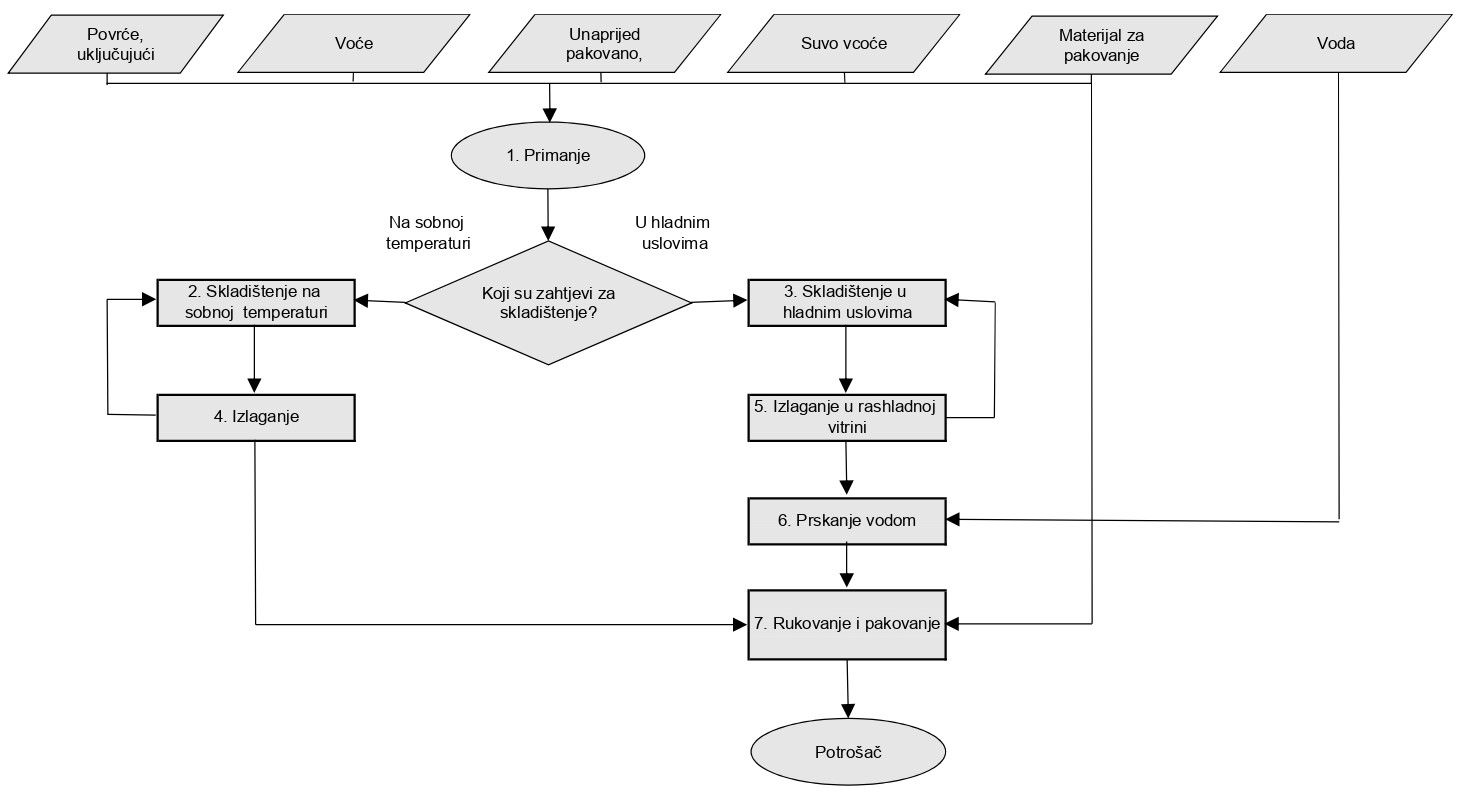 Povrće,
uključujući
Voće
Unaprijed
pakovano,
Suvo vcoće
Materijal za
pakovanje
Voda
1. Primanje
Na sobnoj
temperaturi
U hladnim
uslovima
Koji su zahtjevi za
skladištenje?
2. Skladištenje na
sobnoj temperaturi
3. Skladištenje u
hladnim uslovima
4. Izlaganje
5. Izlaganje u rashladnoj
vitrini
6. Prskanje vodom
7. Rukovanje i pakovanje
Potrošač